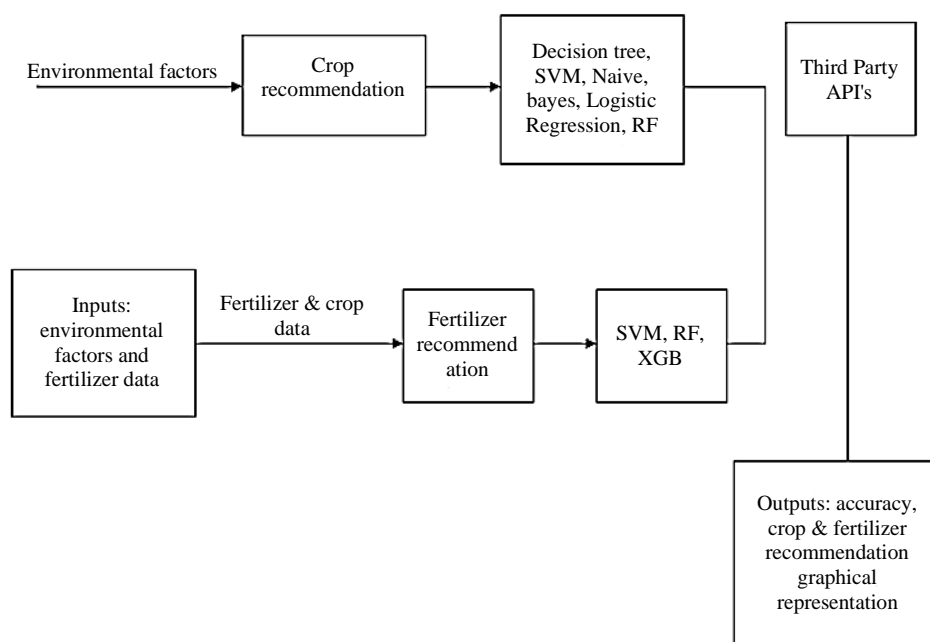 Environmental factors
Crop
recommendation
Decision tree,
SVM, Naive,
bayes, Logistic
Regression, RF
Third Party
API's
Inputs:
environmental
factors and
fertilizer data
Fertilizer & crop
data
Fertilizer
recommend
ation
SVM, RF,
XGB
Outputs: accuracy,
crop & fertilizer
recommendation
graphical
representation